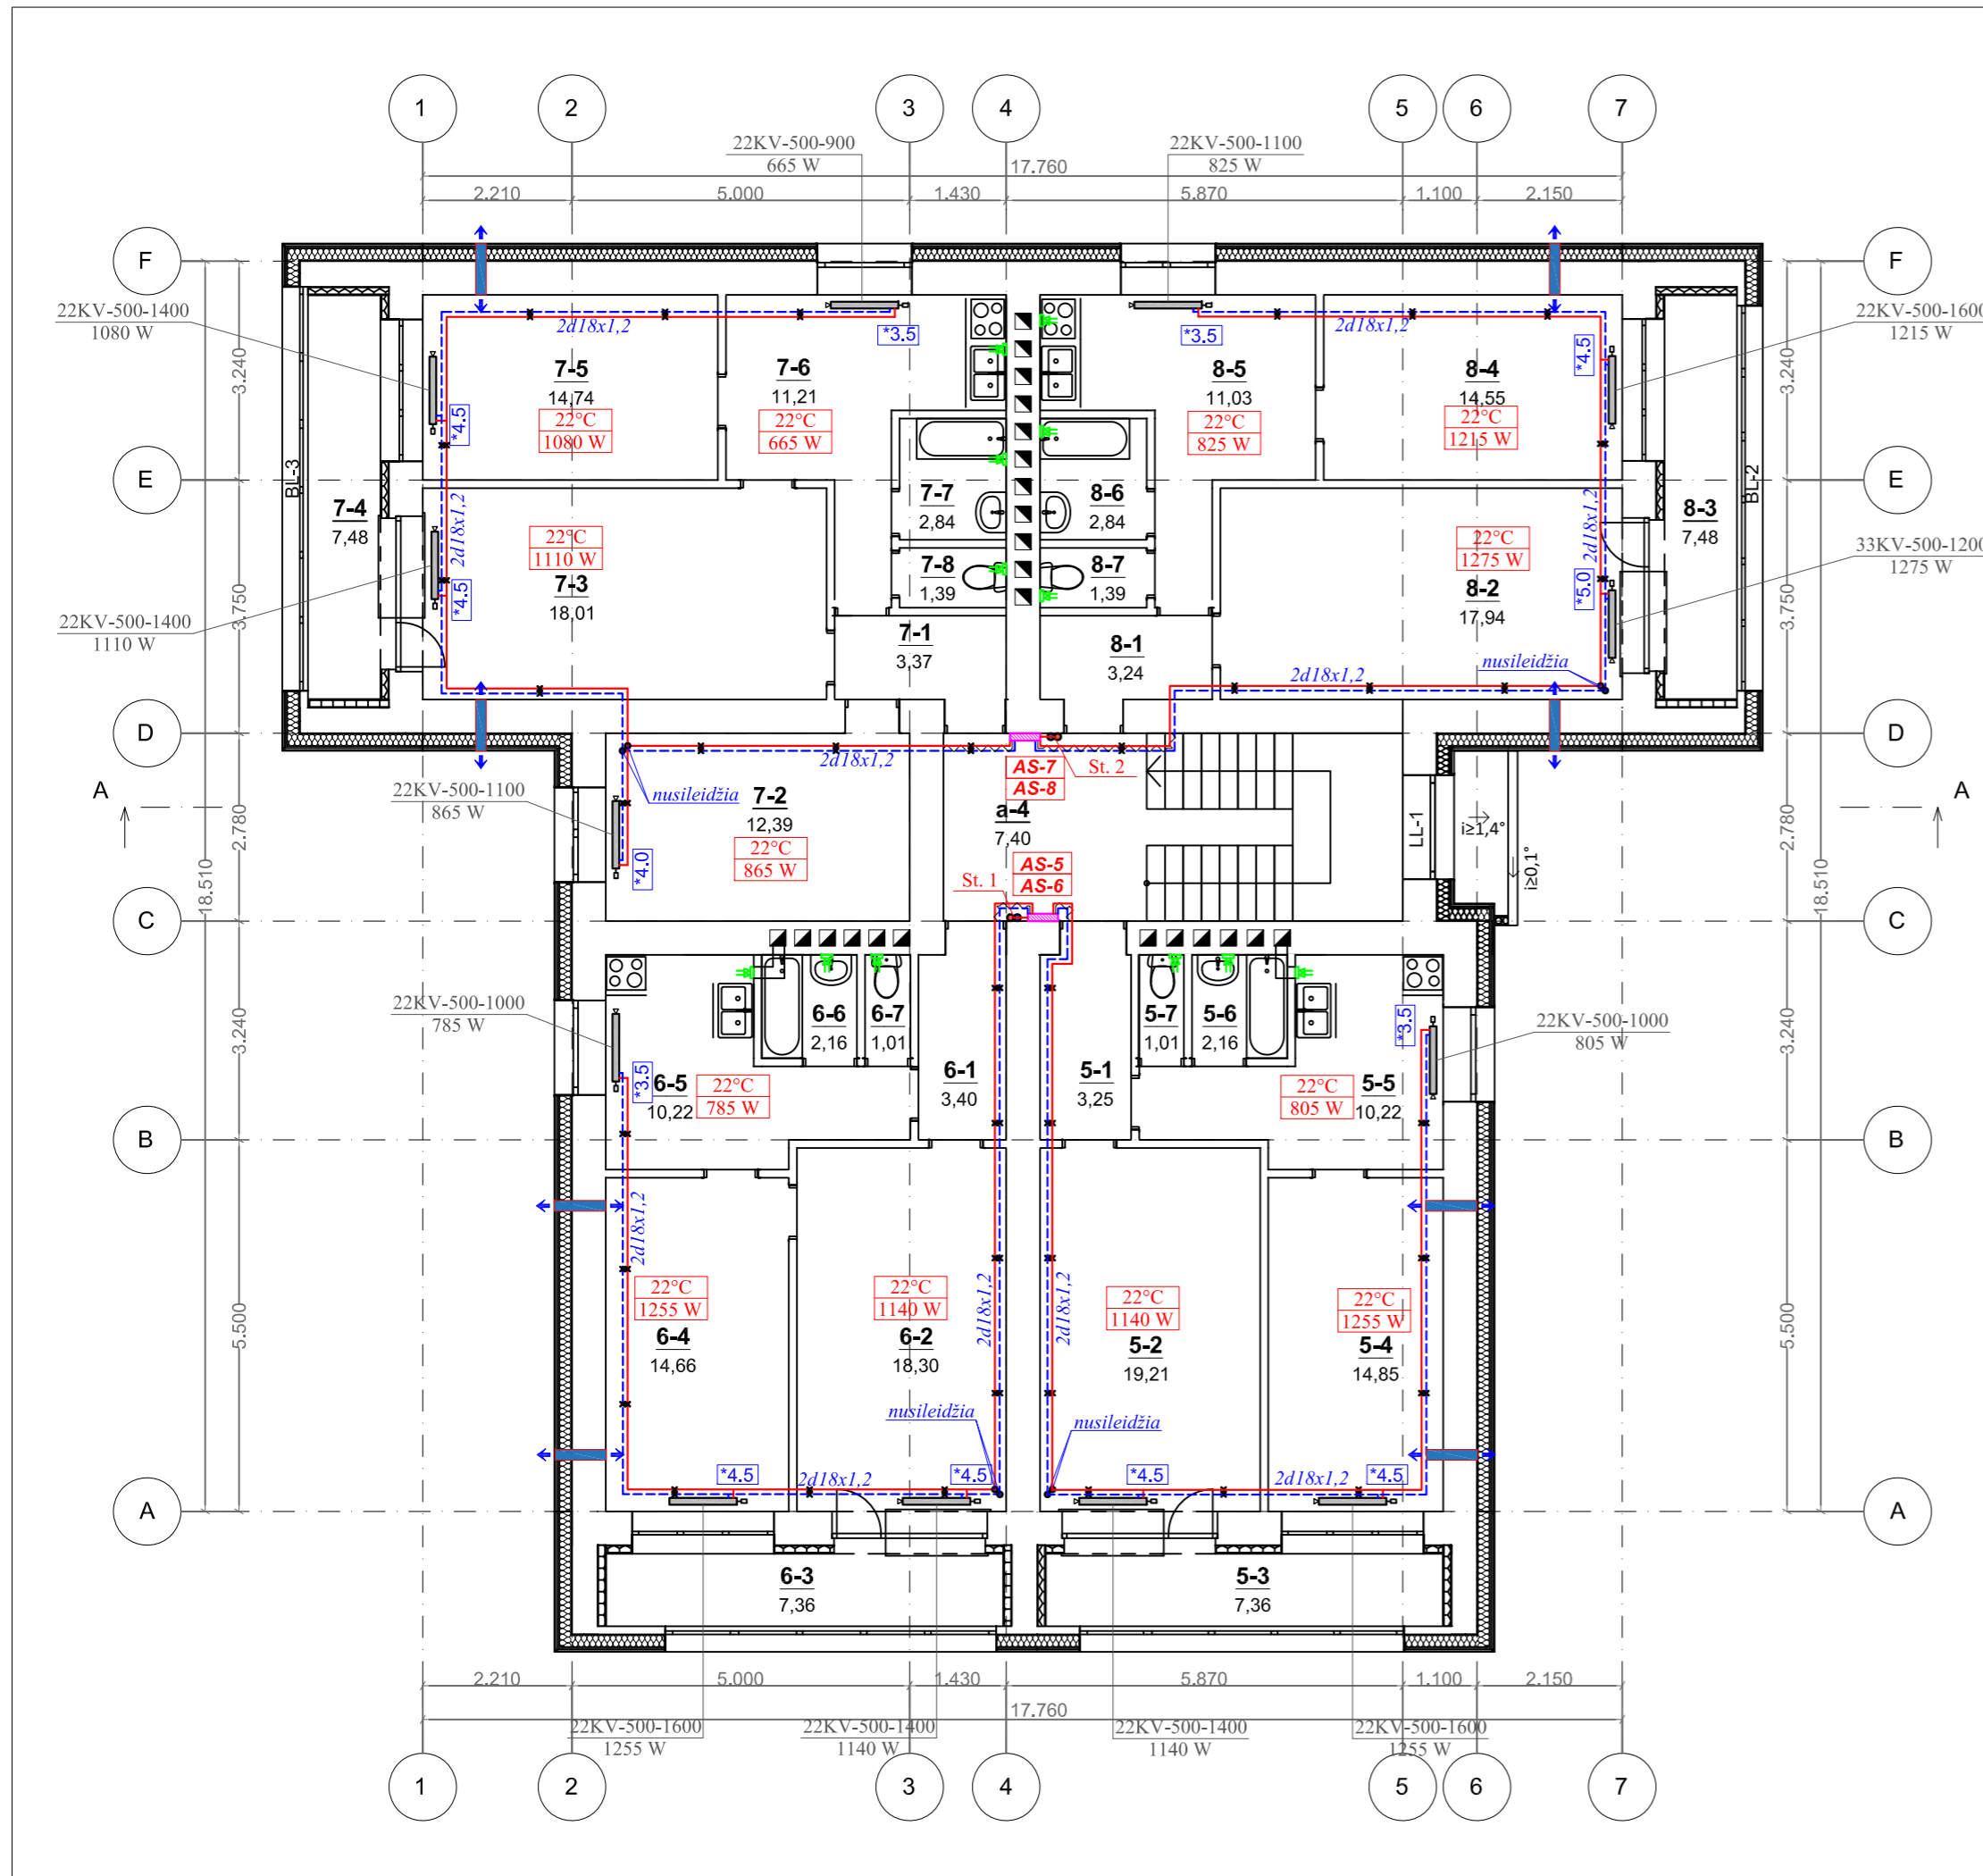 1
2
3
4
5
6
7
22KV-500-900
665 W
22KV-500-1100
825 W
17.760
2.210
5.000
1.430
5.870
1.100
2.150
F
F
22KV-500-1400
1080 W
22KV-500-1600
1215 W
2d18x1,2
2d18x1,2
*3.5
*3.5
*4.5
3.240
3.240
7-5
14,74
22°C
1080 W
7-6
11,21
22°C
665 W
8-5
11,03
22°C
825 W
8-4
14,55
22°C
1215 W
*4.5
E
E
BL-3
BL-2
7-4
7,48
2d18x1,2
7-7
2,84
8-6
2,84
2d18x1,2
8-3
7,48
22°C
1110 W
7-3
18,01
22°C
1275 W
8-2
17,94
33KV-500-1200
1275 W
7-8
1,39
8-7
1,39
*4.5
*5.0
3.750
3.750
22KV-500-1400
1110 W
7-1
3,37
8-1
3,24
2d18x1,2
nusileidžia
D
D
2d18x1,2
AS-7
AS-8
St. 2
A
A
22KV-500-1100
865 W
nusileidžia
7-2
12,39
22°C
865 W
a-4
7,40
LL-1
i≥1,4°
i≥0,1°
2.780
2.780
*4.0
AS-5
AS-6
St. 1
18.510
18.510
C
C
22KV-500-1000
785 W
6-6
2,16
6-7
1,01
5-7
1,01
5-6
2,16
*3.5
22KV-500-1000
805 W
3.240
3.240
*3.5
6-5
10,22
22°C
785 W
6-1
3,40
5-1
3,25
22°C
805 W
5-5
10,22
B
B
2d18x1,2
22°C
1255 W
6-4
14,66
22°C
1140 W
6-2
18,30
2d18x1,2
2d18x1,2
22°C
1140 W
5-2
19,21
22°C
1255 W
5-4
14,85
5.500
5.500
nusileidžia
nusileidžia
*4.5
2d18x1,2
*4.5
*4.5
2d18x1,2
*4.5
A
A
6-3
7,36
5-3
7,36
2.210
5.000
1.430
5.870
1.100
2.150
17.760
22KV-500-1600
1255 W
22KV-500-1400
1140 W
22KV-500-1400
1140 W
22KV-500-1600
1255 W
1
2
3
4
5
6
7